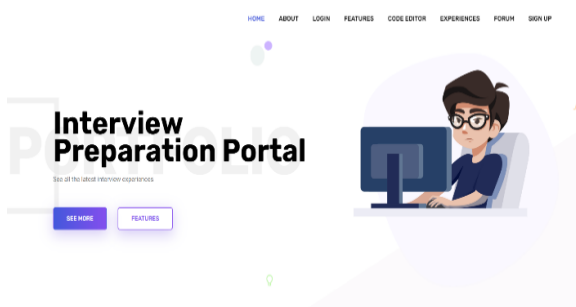 HOME ABOUT LOGIN FEATURES CODE EDITOR EXPERIENCES FORUM SIGN UP
PORTFOLIO
Interview
Preparation Portal
See all the latest interview experiences
SEE MORE FEATURES